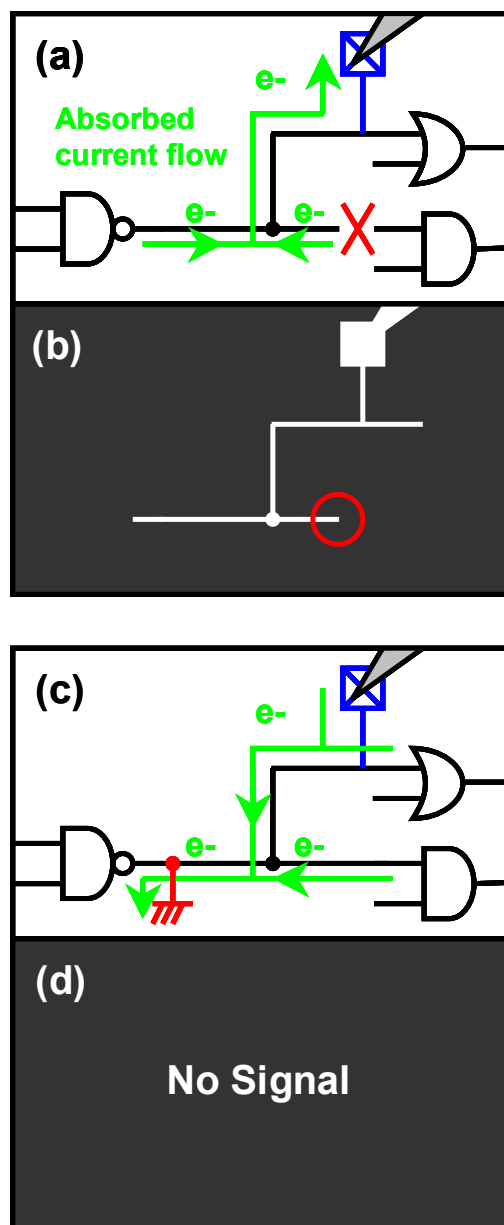 (a)
e-
Absorbed
current flow
e-
e-
(b)
(c)
e-
e-
e-
(d)
No Signal